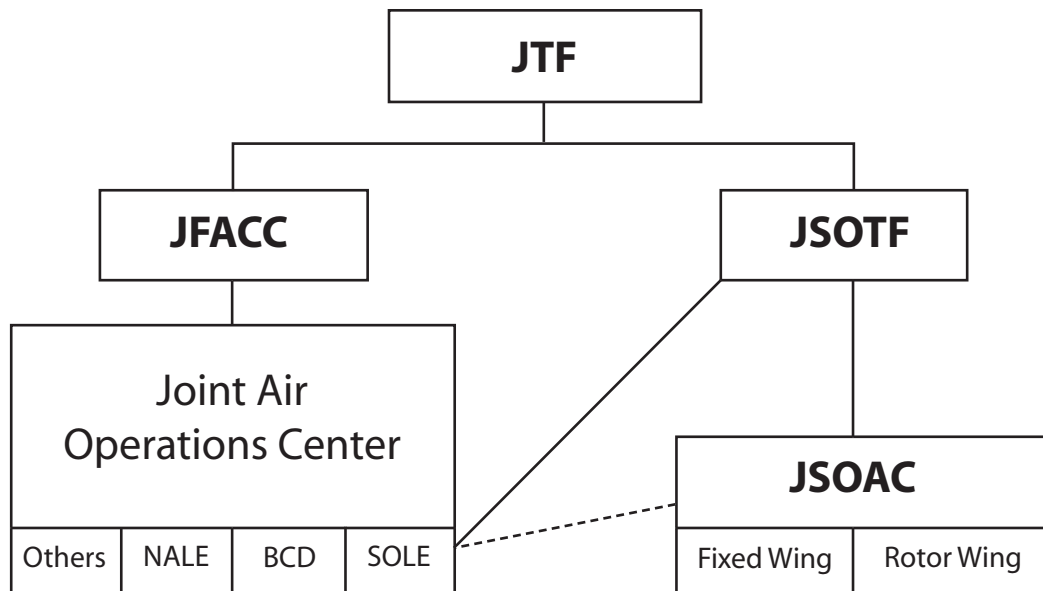 JTF
JFACC
JSOTF
Joint Air
Operations Center
JSOAC
Others
NALE
BCD
SOLE
Fixed Wing
Rotor Wing